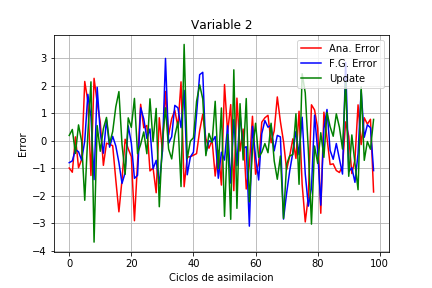 Variable 2
Ana. Error
F.G. Error
Update
Error
3
2
1
0
−1
−2
−3
−4
0 20 40 60 80 100
Ciclos de asimilacion